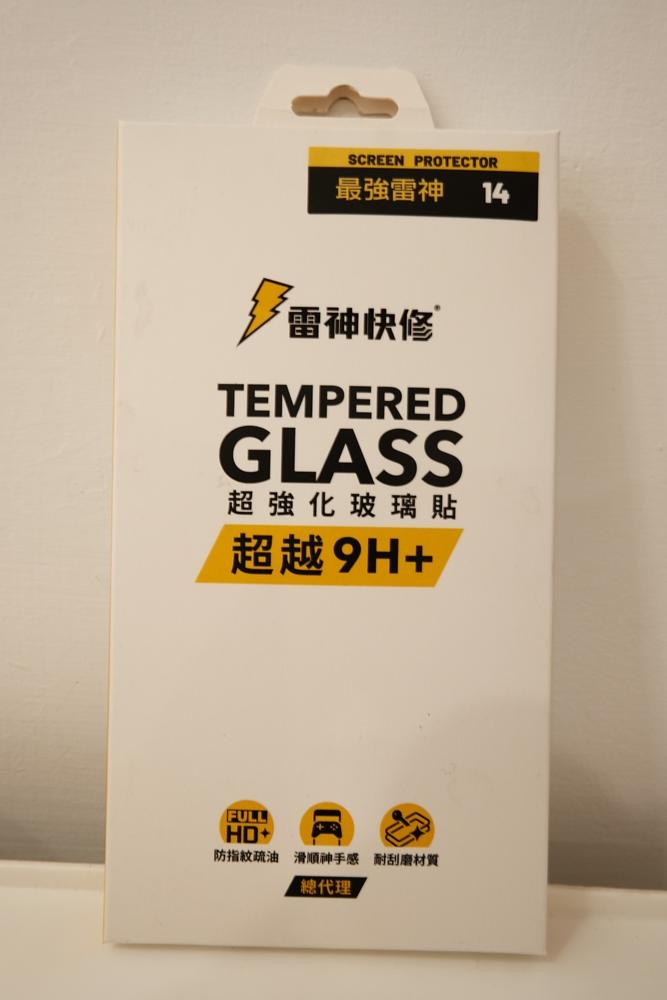 SCREEN PROTECTOR
最強雷神 14
雷神快修®
TEMPERED
GLASS
超強化玻璃貼
超越9H+
FULL
HD+
防指紋疏油 滑順神手感 耐刮磨材質
總代理